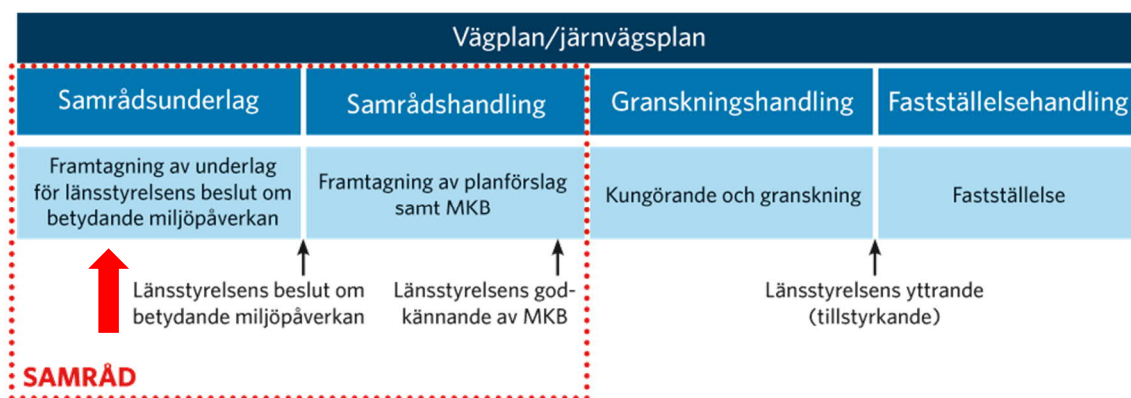 Vägplan/järnvägsplan
Samrådsunderlag
Samrådshandling
Granskningshandling
Fastställelsehandling
Framtagning av underlag
för länsstyrelsens beslut om
betydande miljöpåverkan
Framtagning av planförslag
samt MKB
Kungörande och granskning
Fastställelse
Länsstyrelsens beslut om
betydande miljöpåverkan
Länsstyrelsens god-
kännande av MKB
Länsstyrelsens yttrande
(tillstyrkande)
SAMRÅD